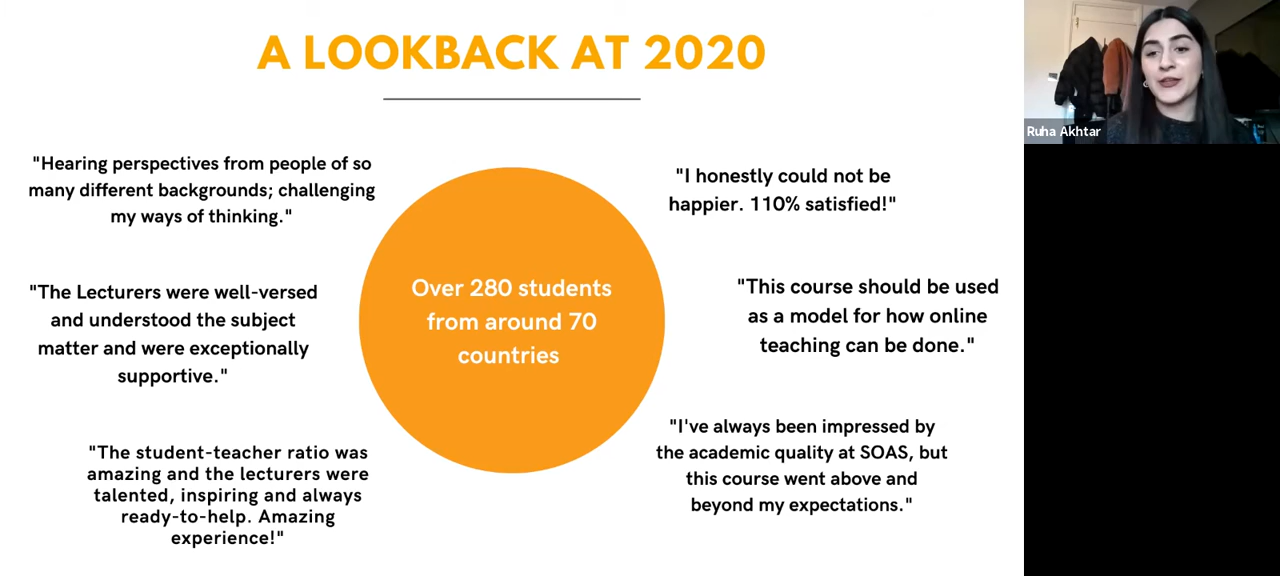 A LOOKBACK AT 2020
"Hearing perspectives from people of so
many different backgrounds; challenging
my ways of thinking."
"The Lecturers were well-versed
and understood the subject
matter and were exceptionally
supportive."
"The student-teacher ratio was
amazing and the lecturers were
talented, inspiring and always
ready-to-help. Amazing
experience!"
Over 280 students
from around 70
countries
"I honestly could not be
happier. 110% satisfied!"
"This course should be used
as a model for how online
teaching can be done."
"I've always been impressed by
the academic quality at SOAS, but
this course went above and
beyond my expectations."
Ruha Akhtar